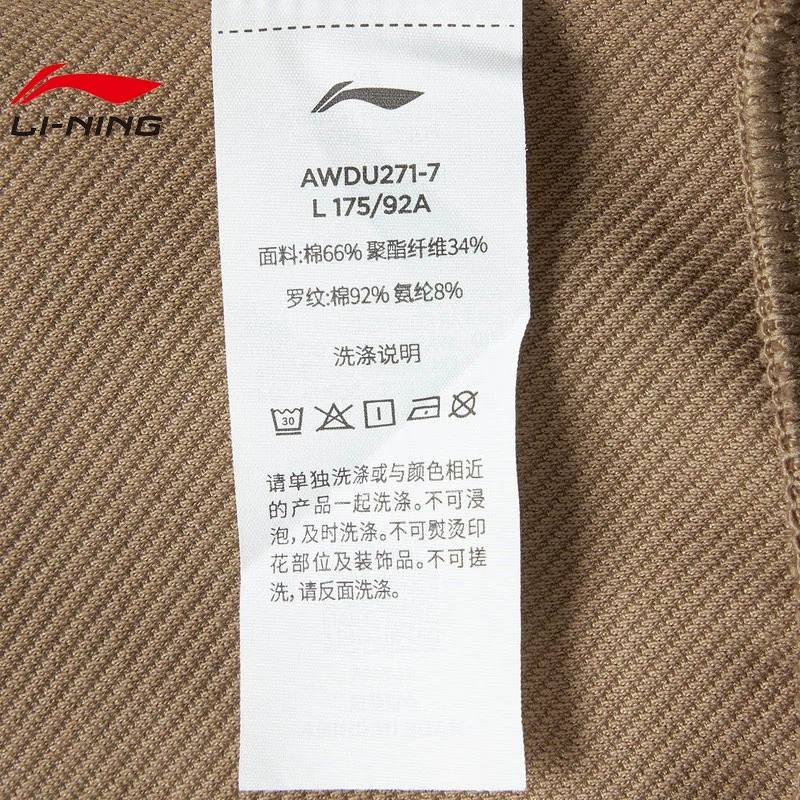 LI-NING
AWDU271-7
L 175/92A
面料:棉66% 聚酯纤维34%
罗纹:棉92% 氨纶8%
洗涤说明
30
请单独洗涤或与颜色相近
的产品一起洗涤。不可浸
泡,及时洗涤。不可熨烫印
花部位及装饰品。不可搓
洗,请反面洗涤。